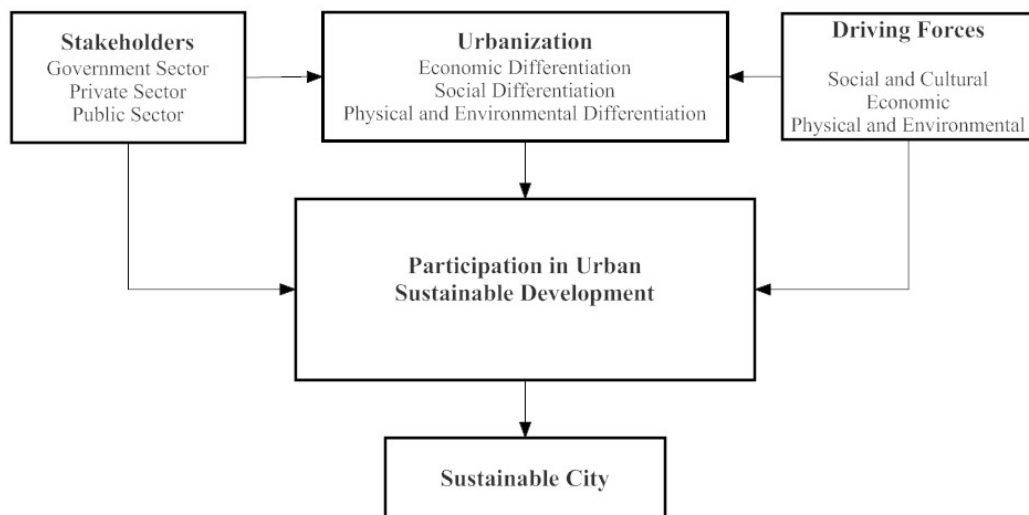 Stakeholders
Government Sector
Private Sector
Public Sector
Urbanization
Economic Differentiation
Social Differentiation
Physical and Environmental Differentiation
Driving Forces
Social and Cultural
Economic
Physical and Environmental
Participation in Urban
Sustainable Development
Sustainable City